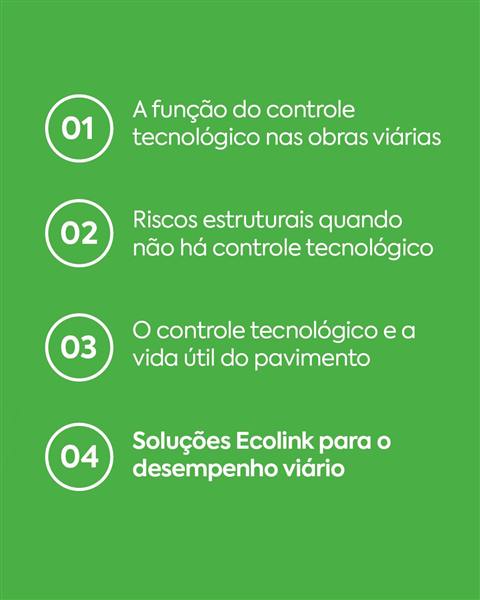 01
A função do controle
tecnológico nas obras viárias
02
Riscos estruturais quando
não há controle tecnológico
03
O controle tecnológico e a
vida útil do pavimento
04
Soluções Ecolink para o
desempenho viário